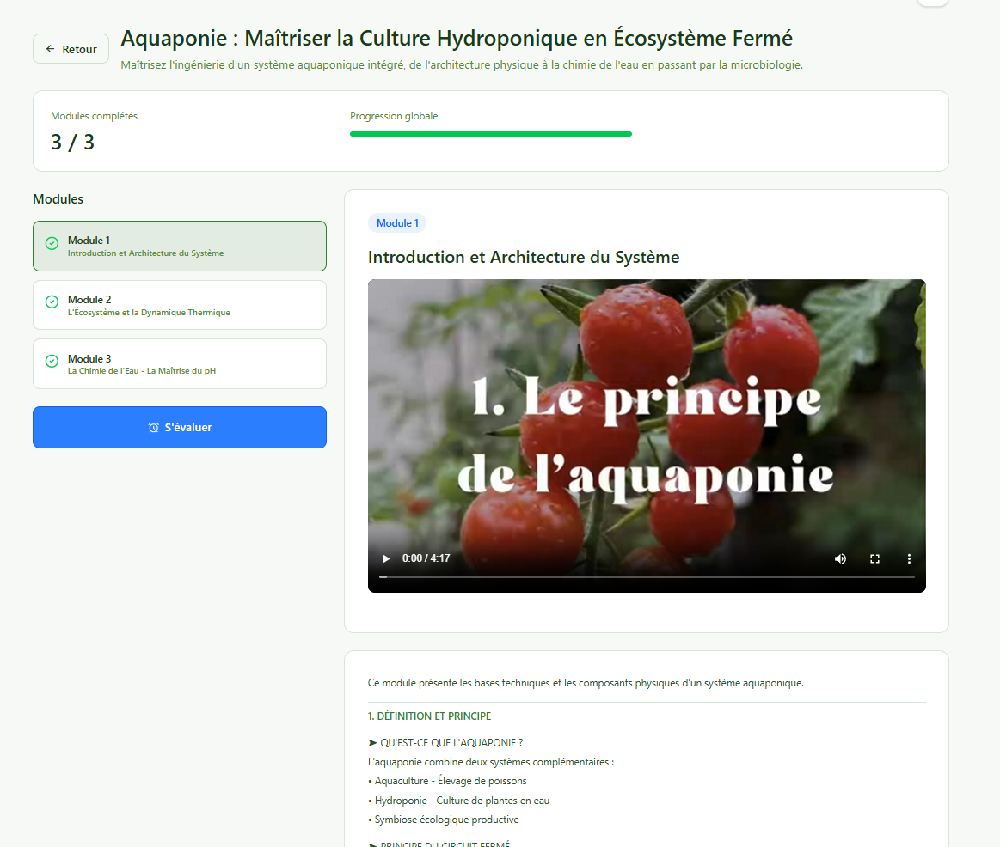 Retour
Aquaponie : Maîtriser la Culture Hydroponique en Écosystème Fermé
Maîtrisez l'ingénierie d'un système aquaponique intégré, de l'architecture physique à la chimie de l'eau en passant par la microbiologie.
Modules complétés
3 / 3
Progression globale
Modules
Module 1
Introduction et Architecture du Système
Module 2
L'Écosystème et la Dynamique Thermique
Module 3
La Chimie de l'Eau - La Maîtrise du pH
S'évaluer
Module 1
Introduction et Architecture du Système
1. Le principe
de l'aquaponie
0:00 / 4:17
Ce module présente les bases techniques et les composants physiques d'un système aquaponique.
1. DÉFINITION ET PRINCIPE
➤ QU'EST-CE QUE L'AQUAPONIE ?
L'aquaponie combine deux systèmes complémentaires :
• Aquaculture - Élevage de poissons
• Hydroponie - Culture de plantes en eau
• Symbiose écologique productive
➤ PRINCIPE DU CIRCUIT FERMÉ